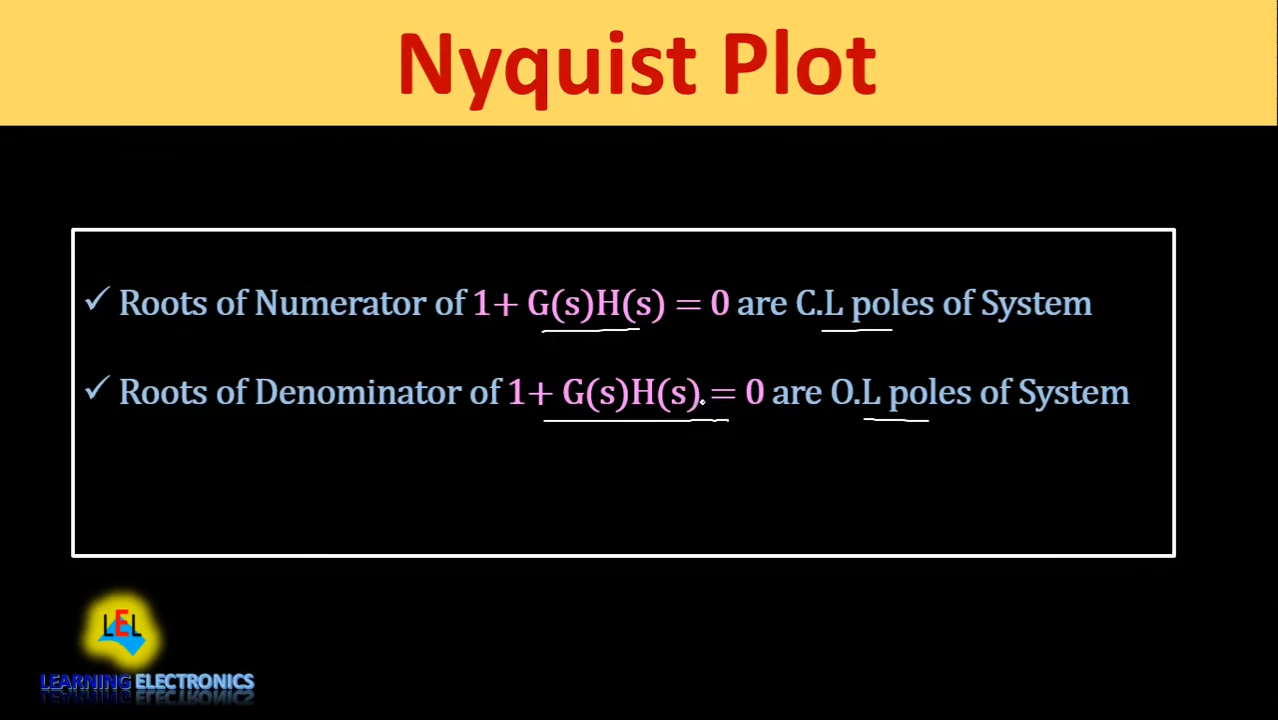 Nyquist Plot
✓ Roots of Numerator of 1+ G(s)H(s) = 0 are C.L poles of System
✓ Roots of Denominator of 1+ G(s)H(s) = 0 are O.L poles of System
LEL
LEARNING ELECTRONICS